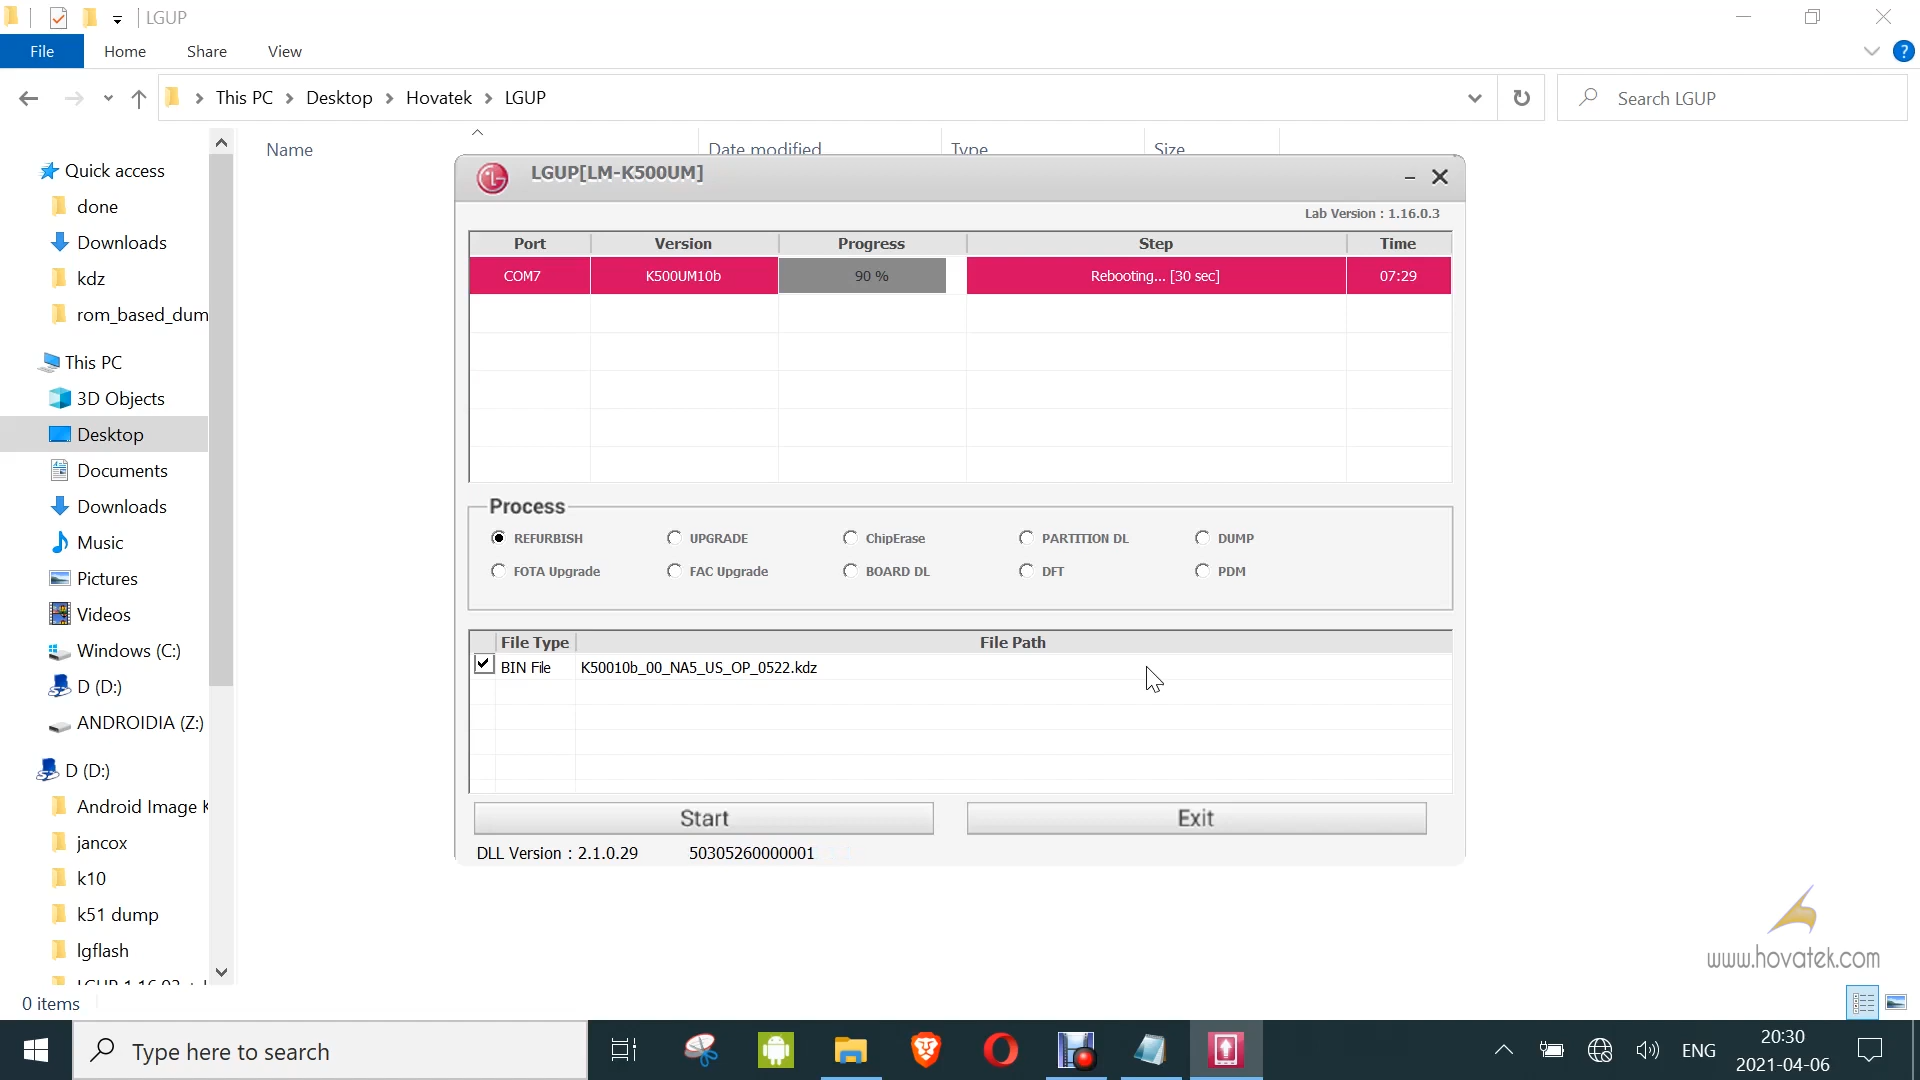 LGUP
File
Home
Share
View
?
This PC
Desktop
Hovatek
LGUP
Search LGUP
Name
Date modified
Type
Size
Quick access
done
Downloads
kdz
rom_based_dum
This PC
3D Objects
Desktop
Documents
Downloads
Music
Pictures
Videos
Windows (C:)
D (D:)
ANDROIDIA (Z:)
D (D:)
Android Image K
jancox
k10
k51 dump
lgflash
0 items
LGUP[LM-K500UM]
Lab Version : 1.16.0.3
Port Version Progress Step Time
COM7 K500UM10b 90 % Rebooting... [30 sec] 07:29
Process
REFURBISH UPGRADE ChipErase PARTITION DL DUMP
FOTA Upgrade FAC Upgrade BOARD DL DFT PDM
File Type File Path
BIN File K50010b_00_NA5_US_OP_0522.kdz
Start Exit
DLL Version : 2.1.0.29 50305260000001
www.hovatek.com
Type here to search
ENG
20:30
2021-04-06